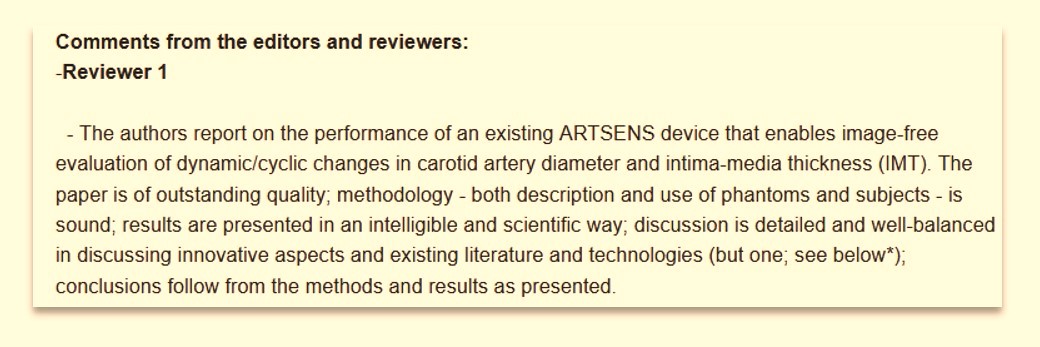 Comments from the editors and reviewers:
-Reviewer 1
- The authors report on the performance of an existing ARTSENS device that enables image-free
evaluation of dynamic/cyclic changes in carotid artery diameter and intima-media thickness (IMT). The
paper is of outstanding quality; methodology - both description and use of phantoms and subjects - is
sound; results are presented in an intelligible and scientific way; discussion is detailed and well-balanced
in discussing innovative aspects and existing literature and technologies (but one; see below*);
conclusions follow from the methods and results as presented.